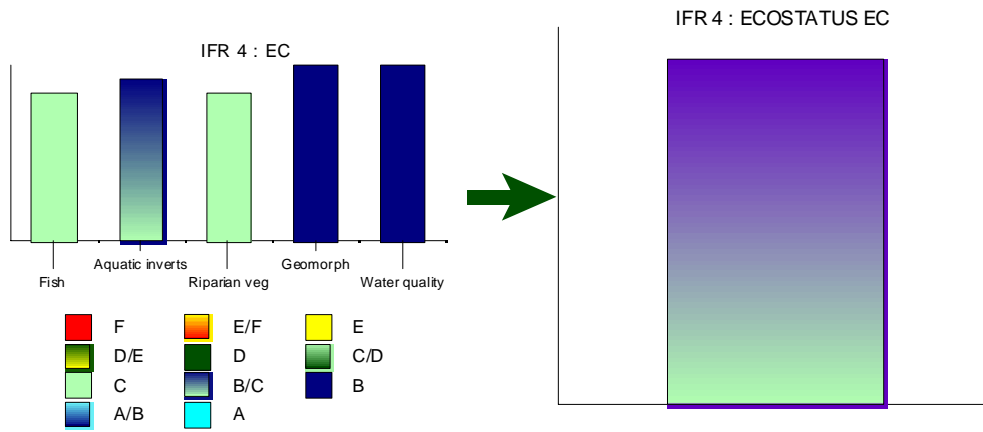 IFR 4 : EC
Fish
Aquatic inverts
Riparian veg
Geomorph
Water quality
F
E/F
E
D/E
D
C/D
C
B/C
B
A/B
A
IFR 4 : ECOSTATUS EC